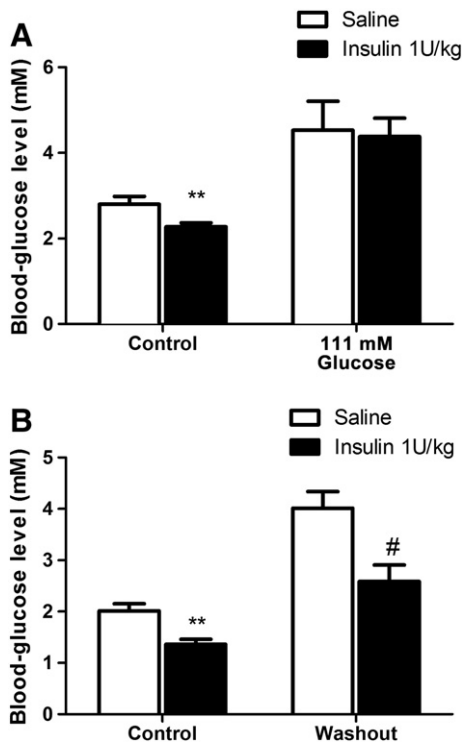 A
Saline
Insulin 1U/kg
Blood-glucose level (mM)
6
4
2
0
**
Control
111 mM
Glucose
B
Saline
Insulin 1U/kg
Blood-glucose level (mM)
5
4
3
2
1
0
**
#
Control
Washout